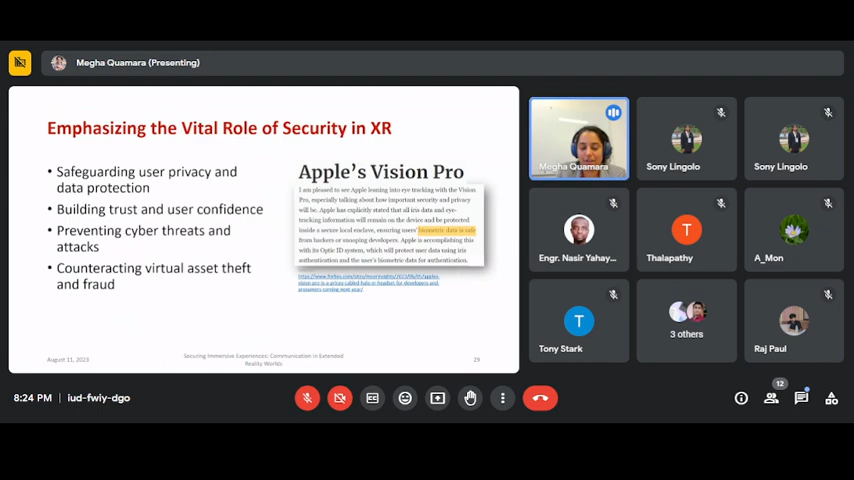 Megha Quamara (Presenting)
Emphasizing the Vital Role of Security in XR
• Safeguarding user privacy and
data protection
• Building trust and user confidence
• Preventing cyber threats and
attacks
• Counteracting virtual asset theft
and fraud
Apple's Vision Pro
I am pleased to see Apple leaning into eye tracking with the Vision
Pro, especially talking about how important security and privacy
will be. Apple has explicitly stated that all iris data and eye-
tracking information will remain on the device and be protected
inside a secure local enclave, ensuring users' biometric data is safe
from hackers or snooping developers. Apple is accomplishing this
with its Optic ID system, which will protect user data using iris
authentication and the user's biometric data for authentication.
August 11, 2023
Securing Immersive Experiences: Communication in Extended
Reality Worlds
29
Megha Quamara
Sony Lingolo
Sony Lingolo
Engr. Nasir Yahay...
T
Thalapathy
A_Mon
T
Tony Stark
3 others
Raj Paul
8:24 PM | iud-fwiy-dgo
12